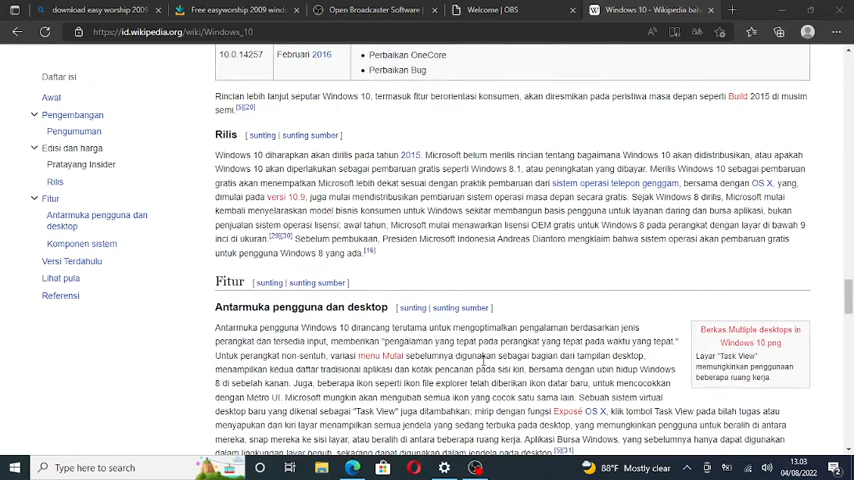 download easy worship 2009
Free easyworship 2009 windo
Open Broadcaster Software |
Welcome | OBS
Windows 10 - Wikipedia bah
https://id.wikipedia.org/wiki/Windows_10
Daftar isi
Awal
Pengembangan
Pengumuman
Edisi dan harga
Pratayang Insider
Rilis
Fitur
Antarmuka pengguna dan
desktop
Komponen sistem
Versi Terdahulu
Lihat pula
Referensi
10.0.14257
Februari 2016
• Perbaikan OneCore
• Perbaikan Bug
Rincian lebih lanjut seputar Windows 10, termasuk fitur berorientasi konsumen, akan diresmikan pada peristiwa masa depan seperti Build 2015 di musim
semi.[5][20]
Rilis [ sunting | sunting sumber ]
Windows 10 diharapkan akan dirilis pada tahun 2015. Microsoft belum merilis rincian tentang bagaimana Windows 10 akan didistribusikan, atau apakah
Windows 10 akan diperlakukan sebagai pembaruan gratis seperti Windows 8.1, atau peningkatan yang dibayar. Merilis Windows 10 sebagai pembaruan
gratis akan menempatkan Microsoft lebih dekat sesuai dengan praktik pembaruan dari sistem operasi telepon genggam, bersama dengan OS X, yang,
dimulai pada versi 10.9, juga mulai mendistribusikan pembaruan sistem operasi masa depan secara gratis. Sejak Windows 8 dirilis, Microsoft mulai
kembali menyelaraskan model bisnis konsumen untuk Windows sekitar membangun basis pengguna untuk layanan daring dan bursa aplikasi, bukan
penjualan sistem operasi lisensi; awal tahun, Microsoft mulai menawarkan lisensi OEM gratis untuk Windows 8 pada perangkat dengan layar di bawah 9
inci di ukuran.[29][30] Sebelum pembukaan, Presiden Microsoft Indonesia Andreas Diantoro mengklaim bahwa sistem operasi akan pembaruan gratis
untuk pengguna Windows 8 yang ada.[16]
Fitur [ sunting | sunting sumber ]
Antarmuka pengguna dan desktop [ sunting | sunting sumber ]
Antarmuka pengguna Windows 10 dirancang terutama untuk mengoptimalkan pengalaman berdasarkan jenis
perangkat dan tersedia input, memberikan "pengalaman yang tepat pada perangkat yang tepat pada waktu yang tepat."
Untuk perangkat non-sentuh, variasi menu Mulai sebelumnya digunakan sebagai bagian dari tampilan desktop,
menampilkan kedua daftar tradisional aplikasi dan kotak pencarian pada sisi kiri, bersama dengan ubin hidup Windows
8 di sebelah kanan. Juga, beberapa ikon seperti ikon file explorer telah diberikan ikon datar baru, untuk mencocokkan
dengan Metro UI. Microsoft mungkin akan mengubah semua ikon yang cocok satu sama lain. Sebuah sistem virtual
desktop baru yang dikenal sebagai "Task View" juga ditambahkan; mirip dengan fungsi Exposé OS X, klik tombol Task View pada bilah tugas atau
menyapukan dari kiri layar menampilkan semua jendela yang sedang terbuka pada desktop, yang memungkinkan pengguna untuk beralih di antara
mereka, snap mereka ke sisi layar, atau beralih di antara beberapa ruang kerja. Aplikasi Bursa Windows, yang sebelumnya hanya dapat digunakan
dalam lingkungan layar penuh, sekarang dapat digunakan dalam jendela pada desktop.[5][31]
Berkas:Multiple desktops in
Windows 10.png
Layar "Task View"
memungkinkan penggunaan
beberapa ruang kerja.
Type here to search
88°F Mostly clear
13.03
04/08/2022
2